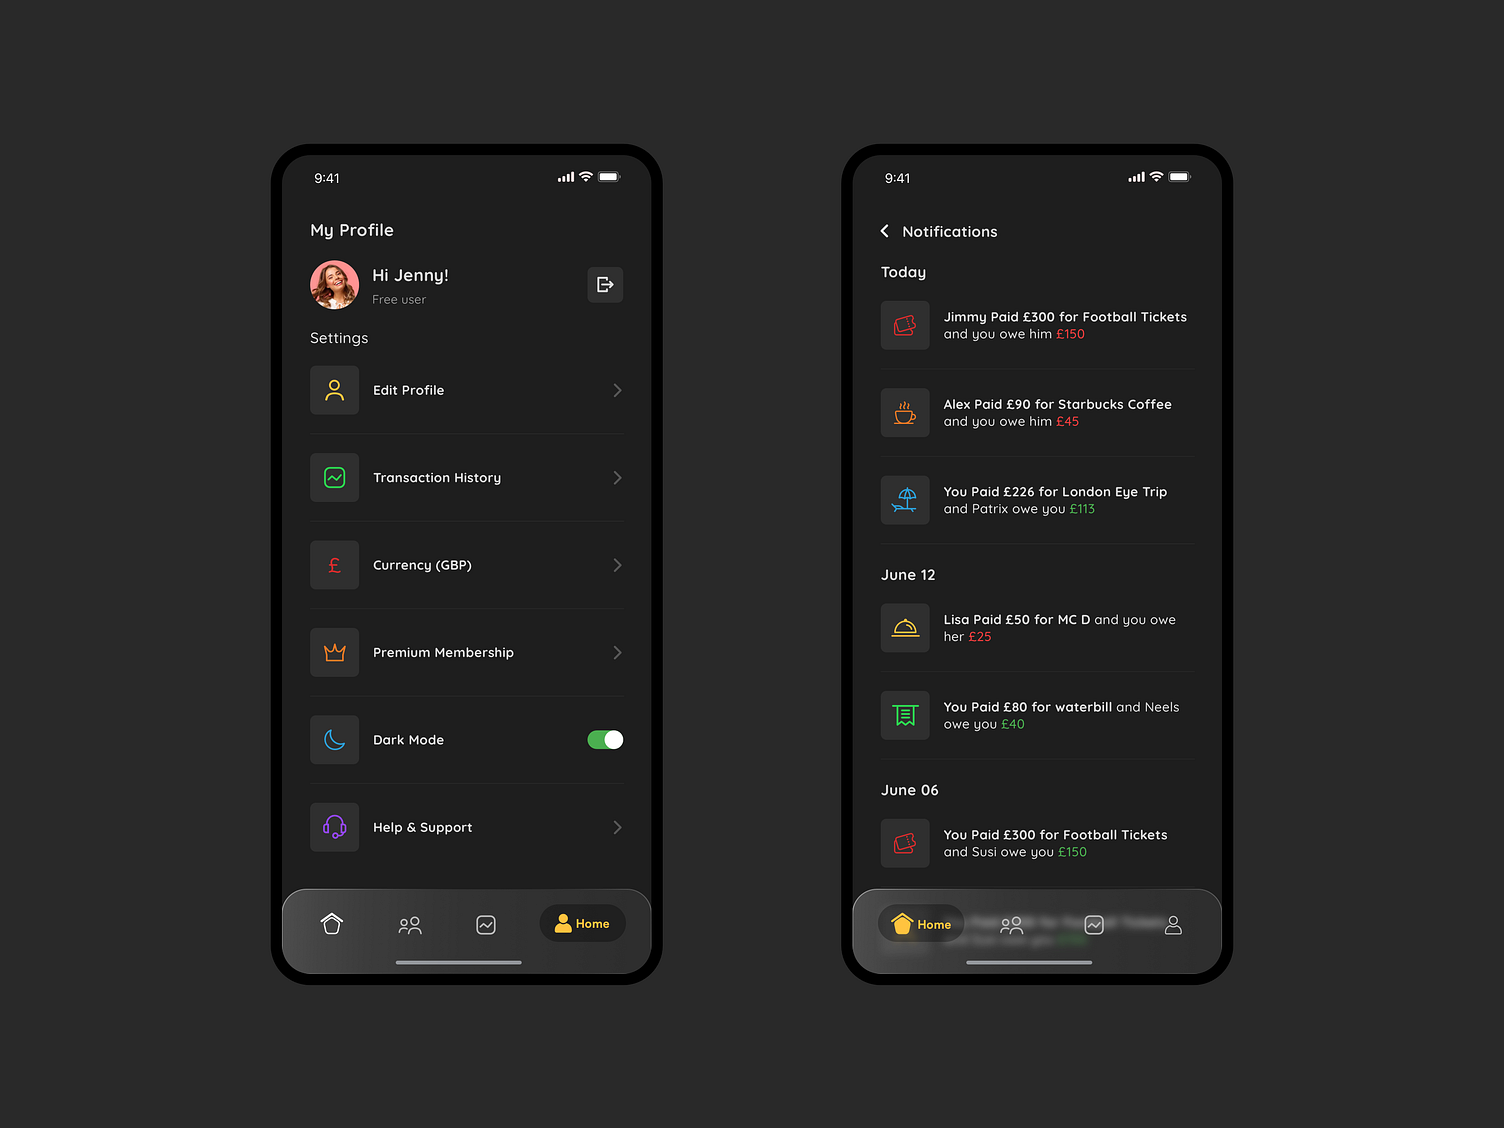 9:41
My Profile
Hi Jenny!
Free user
Settings
Edit Profile
Transaction History
£
Currency (GBP)
Premium Membership
Dark Mode
Help & Support
Home
9:41
Notifications
Today
Jimmy Paid £300 for Football Tickets
and you owe him £150
Alex Paid £90 for Starbucks Coffee
and you owe him £45
You Paid £226 for London Eye Trip
and Patrix owe you £113
June 12
Lisa Paid £50 for MC D and you owe
her £25
You Paid £80 for waterbill and Neels
owe you £40
June 06
You Paid £300 for Football Tickets
and Susi owe you £150
Home